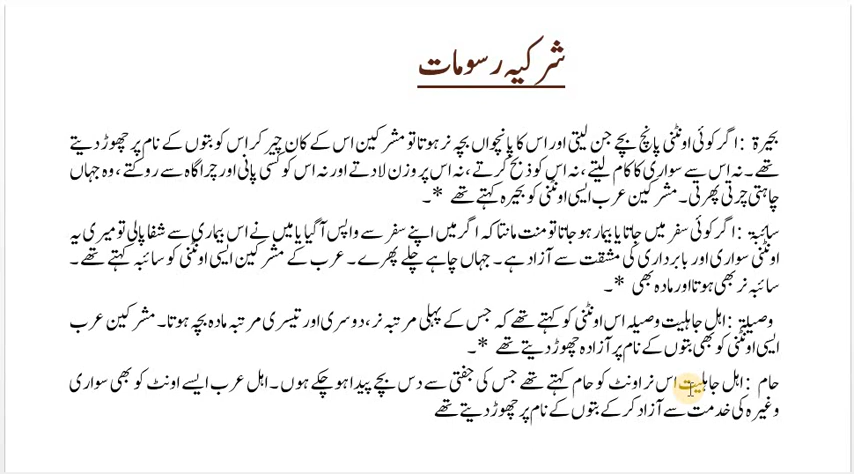 شرکیہ رسومات
بحیرۃ : اگر کوئی اونٹنی پانچ بچے جن لیتی اور اس کا پانچواں بچہ نر ہوتا تو مشرکین اس کے کان چیر کر اس کو بتوں کے نام پر چھوڑ دیتے
تھے۔ نہ اس سے سواری کا کام لیتے، نہ اس کو ذبح کرتے، نہ اس پر وزن لادتے اور نہ اس کو کسی پانی اور چراگاہ سے روکتے، وہ جہاں
چاہتی چرتی پھرتی۔ مشرکین عرب ایسی اونٹنی کو بحیرہ کہتے تھے *۔
سائبۃ : اگر کوئی سفر میں جاتا یا بیمار ہو جاتا تو منت مانتا کہ اگر میں اپنے سفر سے واپس آگیا یا میں نے اس بیماری سے شفا پالی تو میری یہ
اونٹنی سواری اور بابرداری کی مشقت سے آزاد ہے۔ جہاں چاہے چلے پھرے۔ عرب کے مشرکین ایسی اونٹنی کو سائبہ کہتے تھے۔
سائبہ نر بھی ہوتا اور مادہ بھی *۔
وصیلۃ : اہل جاہلیت وصیلہ اس اونٹنی کو کہتے تھے کہ جس کے پہلی مرتبہ نر، دوسری اور تیسری مرتبہ مادہ بچہ ہوتا۔ مشرکین عرب
ایسی اونٹنی کو بھی بتوں کے نام پر آزادہ چھوڑ دیتے تھے *۔
حام : اہل جاہلیت اس نر اونٹ کو حام کہتے تھے جس کی جفتی سے دس بچے پیدا ہو چکے ہوں۔ اہل عرب ایسے اونٹ کو بھی سواری
وغیرہ کی خدمت سے آزاد کر کے بتوں کے نام پر چھوڑ دیتے تھے